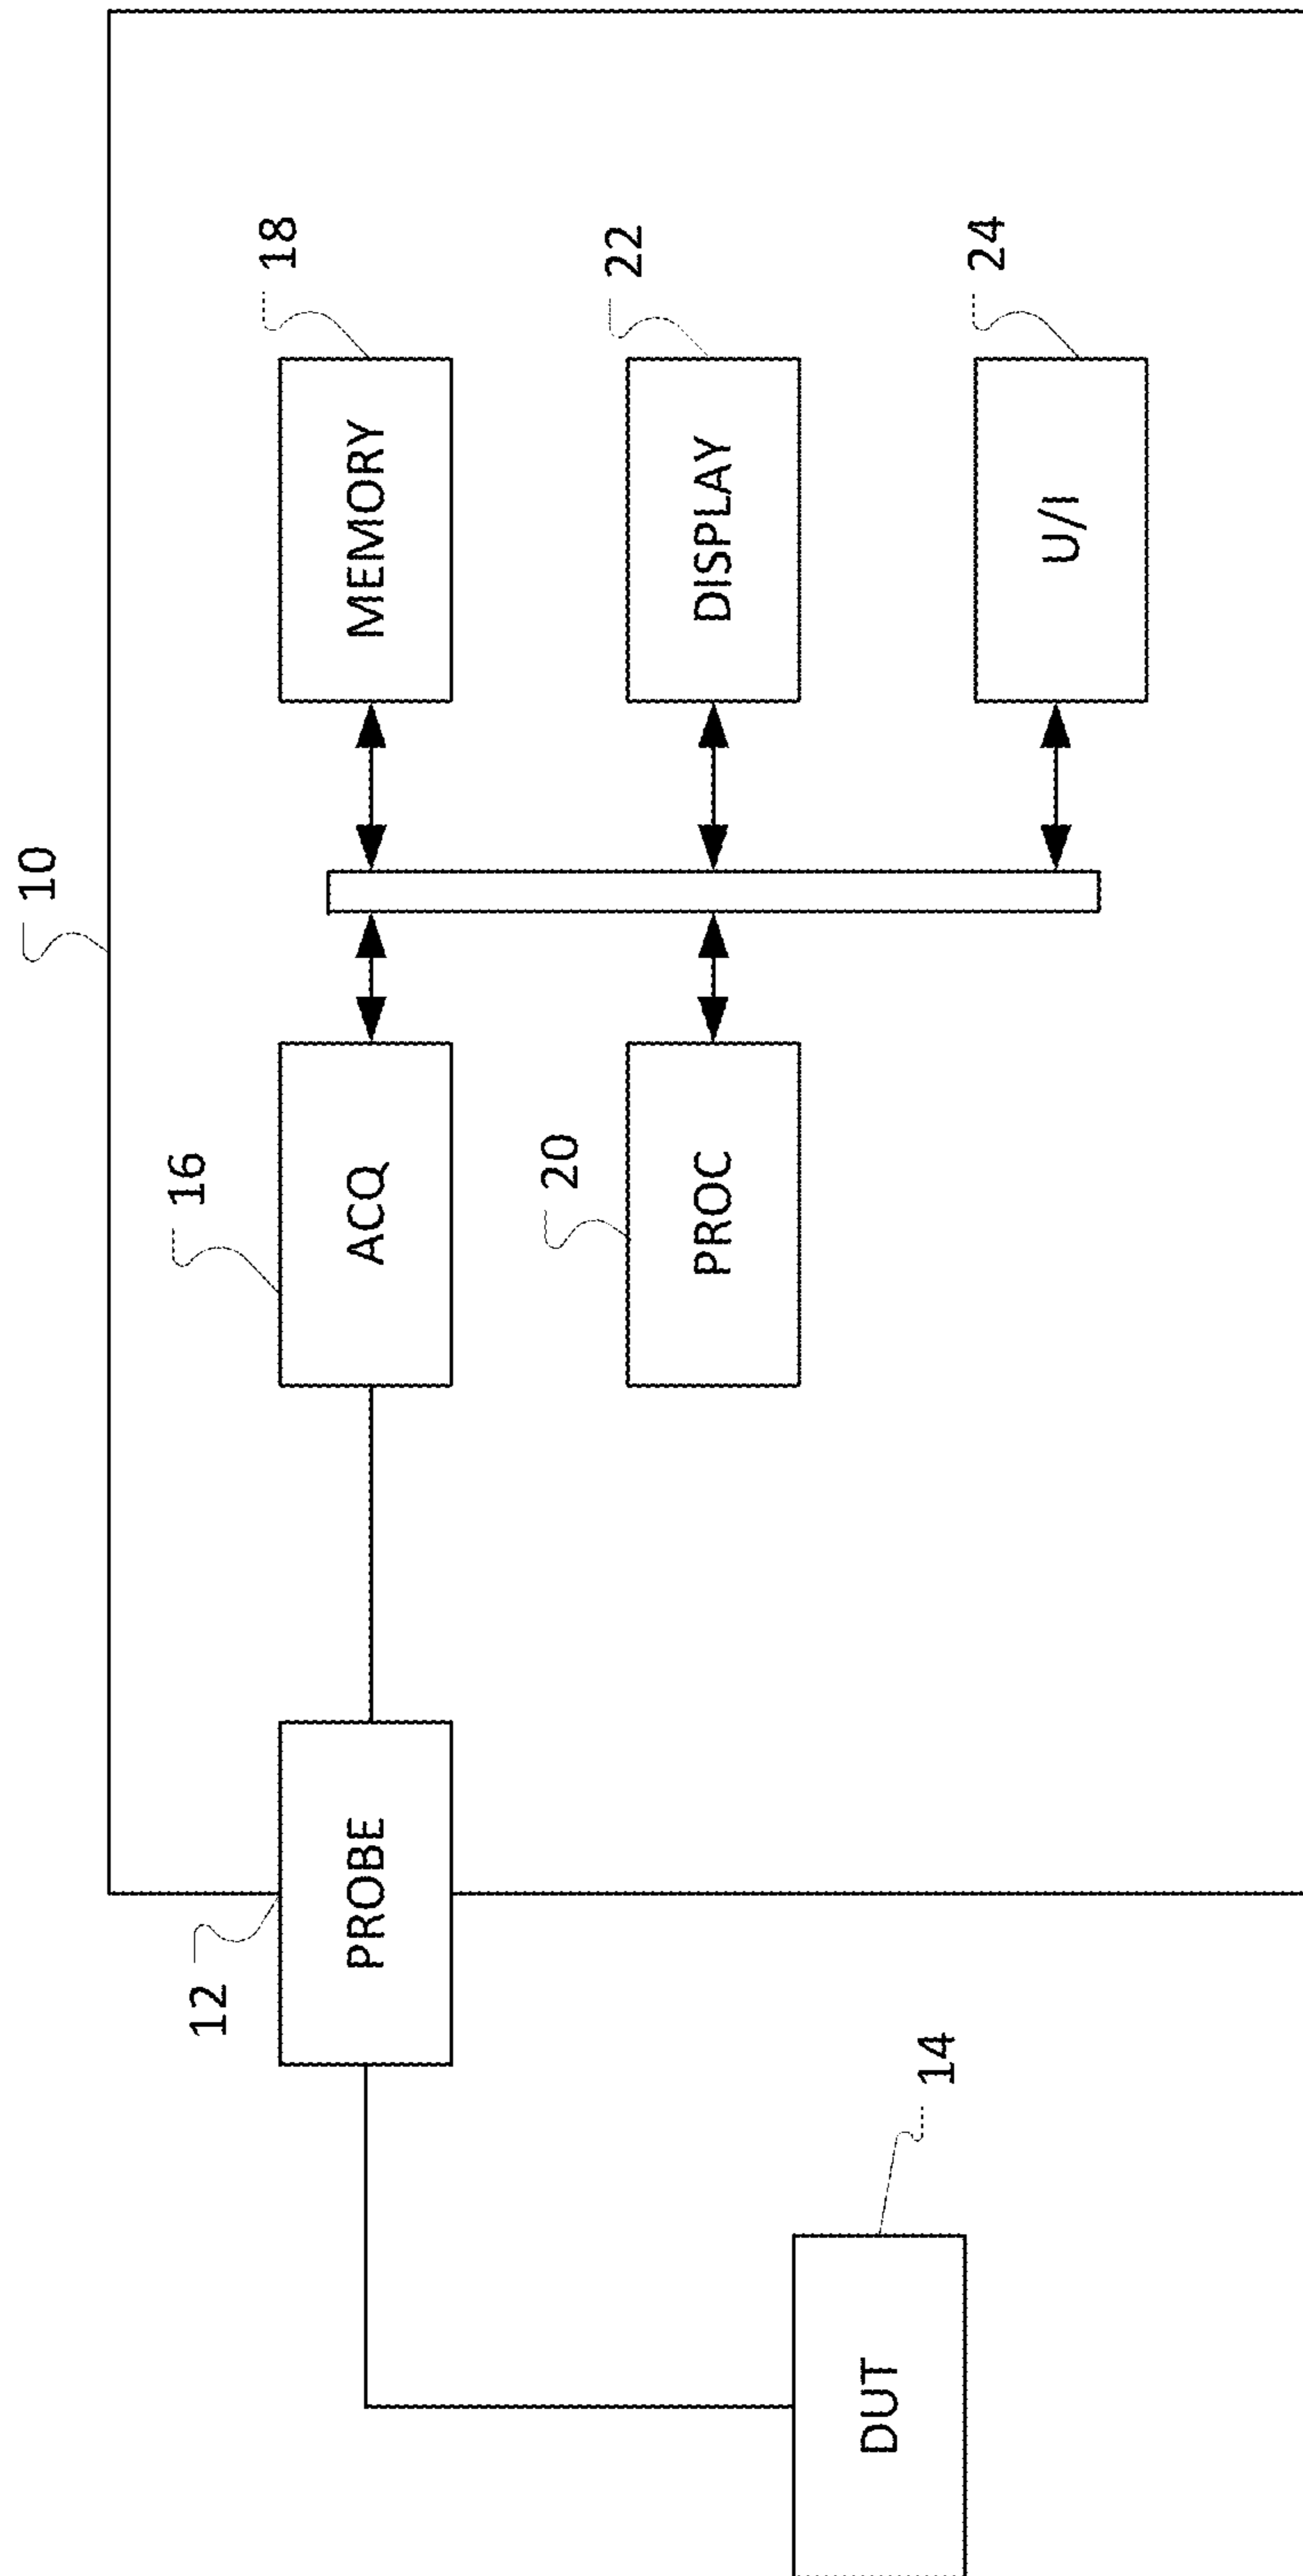 10
12
PROBE
16
ACQ
18
MEMORY
20
PROC
22
DISPLAY
14
DUT
24
U/I